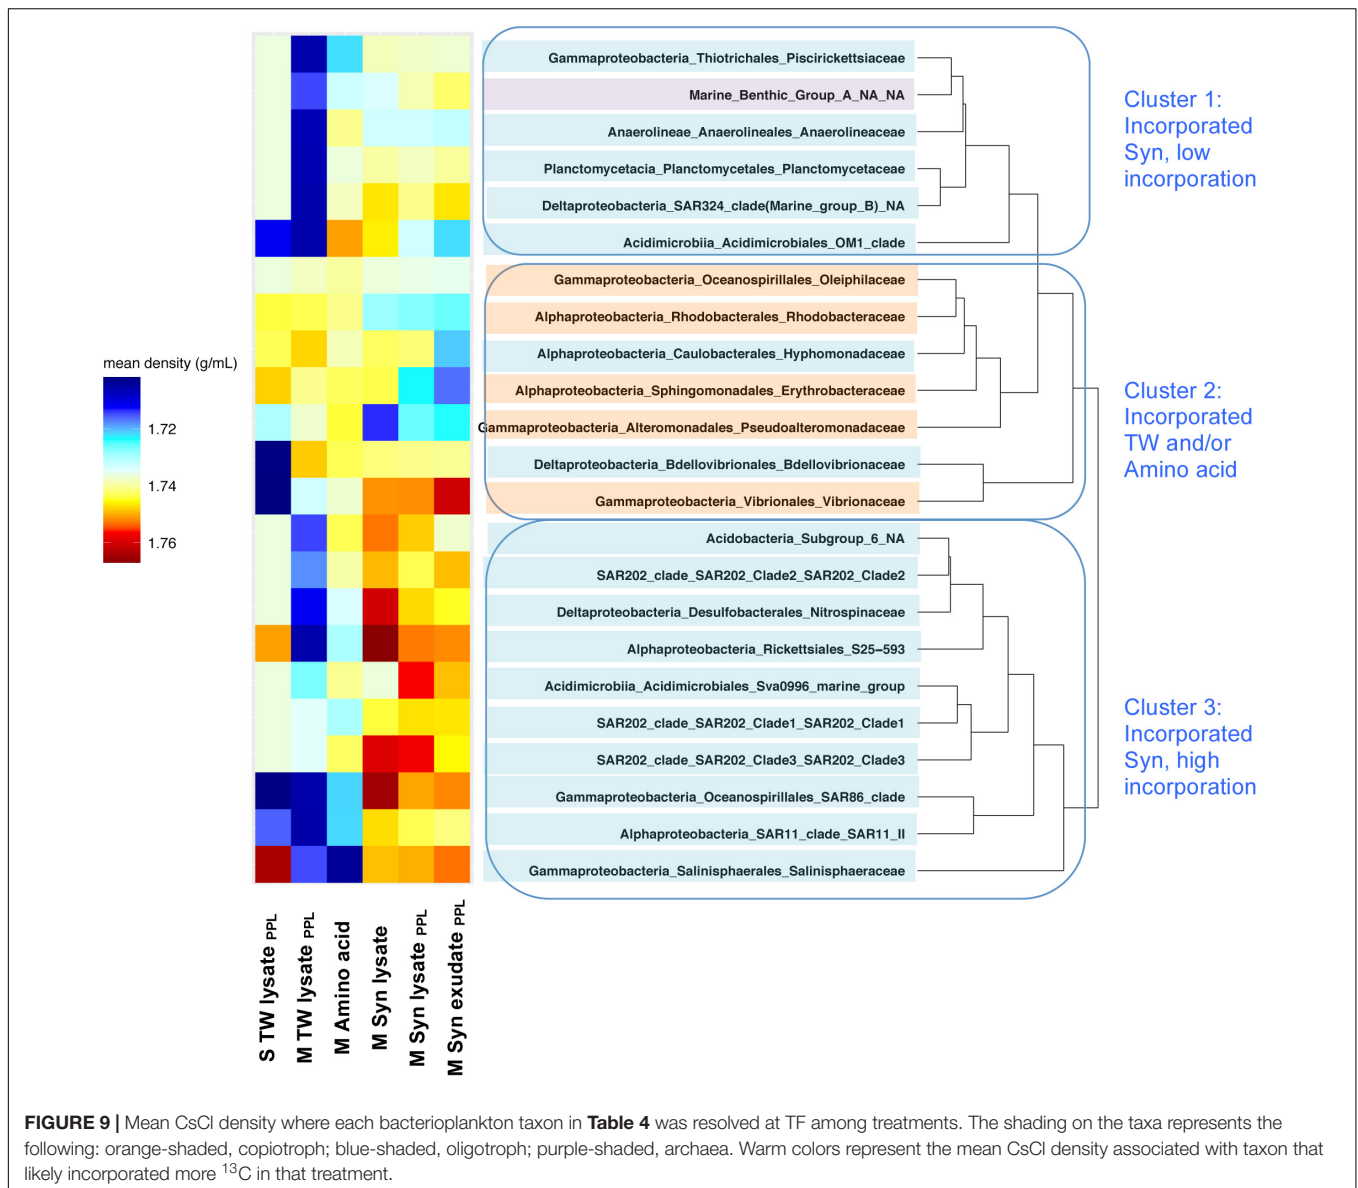 Gammaproteobacteria_Thiotrichales_Piscirickettsiaceae
Marine_Benthic_Group_A_NA_NA
Anaerolineae_Anaerolineales_Anaerolineaceae
Planctomycetacia_Planctomycetales_Planctomycetaceae
Deltaproteobacteria_SAR324_clade(Marine_group_B)_NA
Acidimicrobiia_Acidimicrobiales_OM1_clade
Cluster 1:
Incorporated
Syn, low
incorporation
Gammaproteobacteria_Oceanospirillales_Oleiphilaceae
Alphaproteobacteria_Rhodobacterales_Rhodobacteraceae
Alphaproteobacteria_Caulobacterales_Hyphomonadaceae
Alphaproteobacteria_Sphingomonadales_Erythrobacteraceae
Gammaproteobacteria_Alteromonadales_Pseudoalteromonadaceae
Deltaproteobacteria_Bdellovibrionales_Bdellovibrionaceae
Gammaproteobacteria_Vibrionales_Vibrionaceae
Cluster 2:
Incorporated
TW and/or
Amino acid
mean density (g/mL)
1.72
1.74
1.76
Acidobacteria_Subgroup_6_NA
SAR202_clade_SAR202_Clade2_SAR202_Clade2
Deltaproteobacteria_Desulfobacterales_Nitrospinaceae
Alphaproteobacteria_Rickettsiales_S25–593
Acidimicrobiia_Acidimicrobiales_Sva0996_marine_group
SAR202_clade_SAR202_Clade1_SAR202_Clade1
SAR202_clade_SAR202_Clade3_SAR202_Clade3
Gammaproteobacteria_Oceanospirillales_SAR86_clade
Alphaproteobacteria_SAR11_clade_SAR11_II
Gammaproteobacteria_Salinisphaerales_Salinisphaeraceae
Cluster 3:
Incorporated
Syn, high
incorporation
S TW lysate PPL
M TW lysate PPL
M Amino acid
M Syn lysate
M Syn lysate PPL
M Syn exudate PPL
FIGURE 9 | Mean CsCl density where each bacterioplankton taxon in Table 4 was resolved at TF among treatments. The shading on the taxa represents the
following: orange-shaded, copiotroph; blue-shaded, oligotroph; purple-shaded, archaea. Warm colors represent the mean CsCl density associated with taxon that
likely incorporated more ¹³C in that treatment.